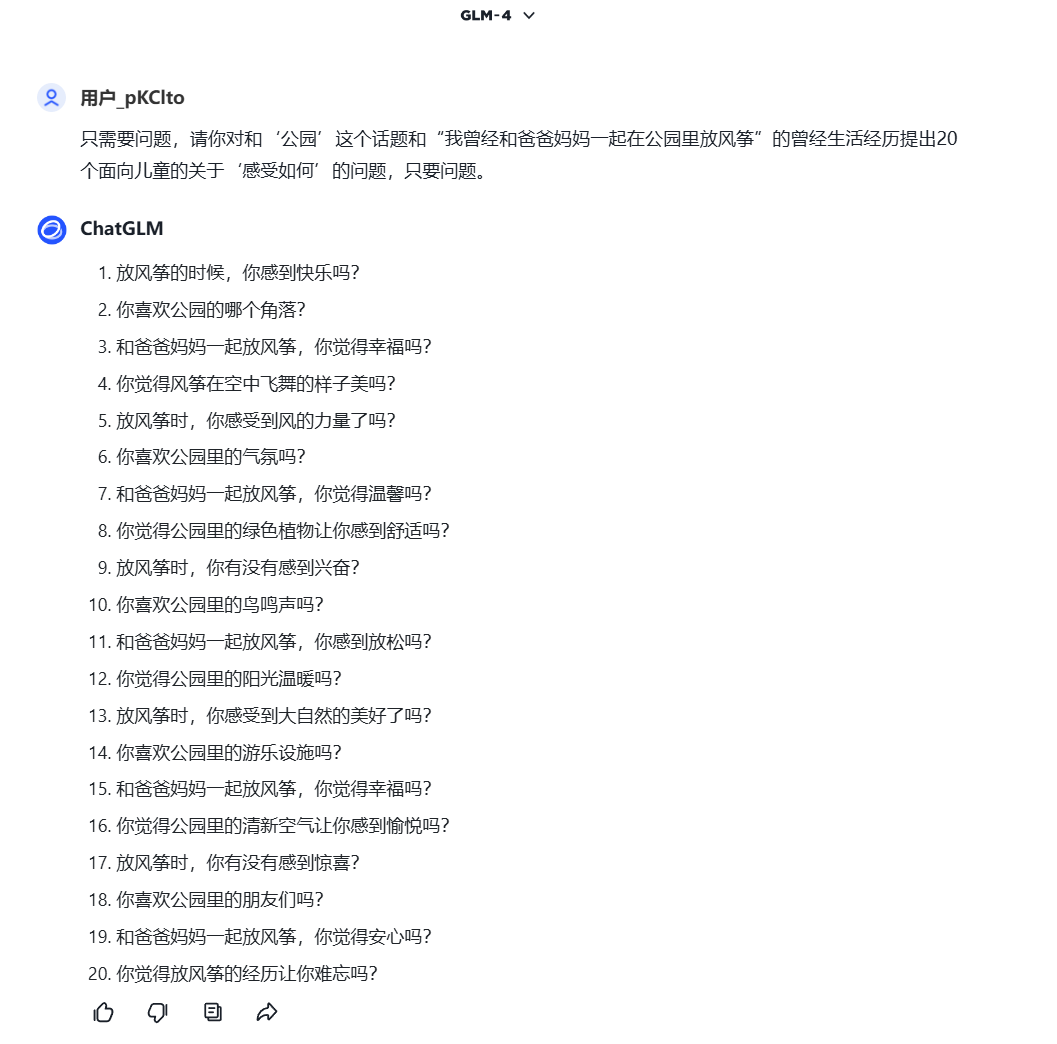 GLM-4
用户_pKClto
只需要问题，请你对和‘公园’这个话题和“我曾经和爸爸妈妈一起在公园里放风筝”的曾经生活经历提出20
个面向儿童的关于‘感受如何’的问题，只要问题。
ChatGLM
1. 放风筝的时候，你感到快乐吗？
2. 你喜欢公园的哪个角落？
3. 和爸爸妈妈一起放风筝，你觉得幸福吗？
4. 你觉得风筝在空中飞舞的样子美吗？
5. 放风筝时，你感受到风的力量了吗？
6. 你喜欢公园里的气氛吗？
7. 和爸爸妈妈一起放风筝，你觉得温馨吗？
8. 你觉得公园里的绿色植物让你感到舒适吗？
9. 放风筝时，你有没有感到兴奋？
10. 你喜欢公园里的鸟鸣声吗？
11. 和爸爸妈妈一起放风筝，你感到放松吗？
12. 你觉得公园里的阳光温暖吗？
13. 放风筝时，你感受到大自然的美好了吗？
14. 你喜欢公园里的游乐设施吗？
15. 和爸爸妈妈一起放风筝，你觉得幸福吗？
16. 你觉得公园里的清新空气让你感到愉悦吗？
17. 放风筝时，你有没有感到惊喜？
18. 你喜欢公园里的朋友们吗？
19. 和爸爸妈妈一起放风筝，你觉得安心吗？
20. 你觉得放风筝的经历让你难忘吗？